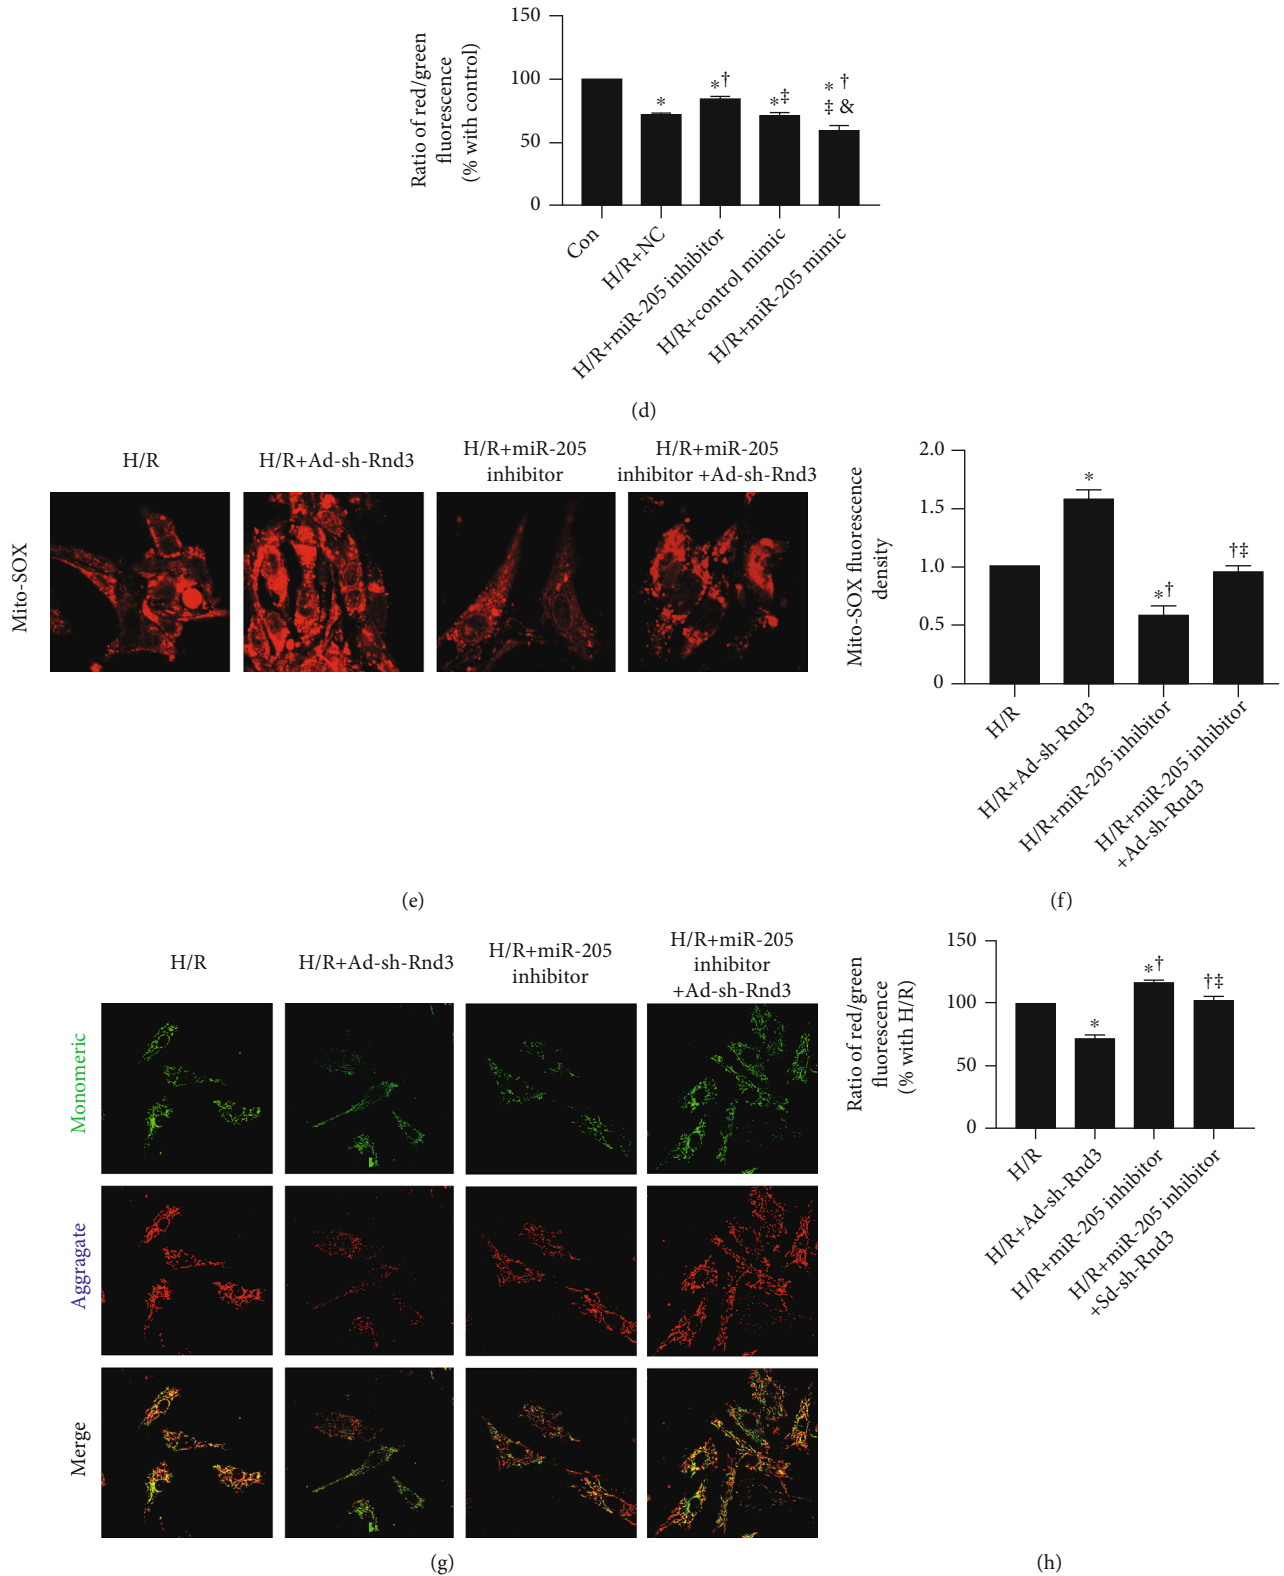 Ratio of red/green
fluorescence
(% with control)
150
100
50
0
*
*†
*‡
* †
‡ &
Con
H/R+NC
H/R+miR-205 inhibitor
H/R+control mimic
H/R+miR-205 mimic
(d)
H/R
H/R+Ad-sh-Rnd3
H/R+miR-205
inhibitor
H/R+miR-205
inhibitor +Ad-sh-Rnd3
Mito-SOX
(e)
Mito-SOX fluorescence
density
2.0
1.5
1.0
0.5
0
*
*†
†‡
H/R
H/R+Ad-sh-Rnd3
H/R+miR-205 inhibitor
H/R+miR-205 inhibitor
+Ad-sh-Rnd3
(f)
H/R
H/R+Ad-sh-Rnd3
H/R+miR-205
inhibitor
H/R+miR-205
inhibitor
+Ad-sh-Rnd3
Monomeric
Aggragate
Merge
(g)
Ratio of red/green
fluorescence
(% with H/R)
150
100
50
0
*
*†
†‡
H/R
H/R+Ad-sh-Rnd3
H/R+miR-205 inhibitor
H/R+miR-205 inhibitor
+Sd-sh-Rnd3
(h)